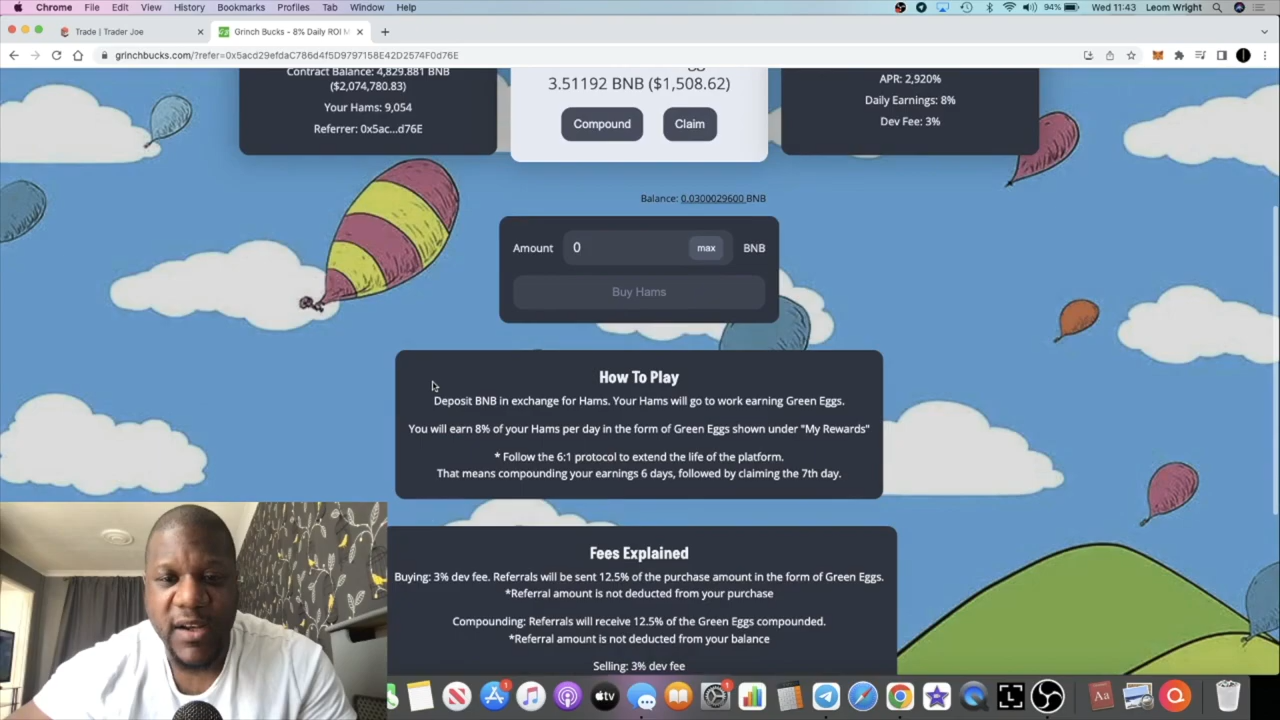 Chrome File Edit View History Bookmarks Profiles Tab Window Help 94% Wed 11:43 Leom Wright
Trade | Trader Joe Grinch Bucks - 8% Daily ROI M
grinchbucks.com/?refer=0x5acd29efdaC786d4f5D9797158E42D2574F0d76E
Contract Balance: 4,829.881 BNB
($2,074,780.83)
Your Hams: 9,054
Referrer: 0x5ac...d76E
3.51192 BNB ($1,508.62)
Compound Claim
APR: 2,920%
Daily Earnings: 8%
Dev Fee: 3%
Balance: 0.0300029600 BNB
Amount 0 max BNB
Buy Hams
How To Play
Deposit BNB in exchange for Hams. Your Hams will go to work earning Green Eggs.
You will earn 8% of your Hams per day in the form of Green Eggs shown under "My Rewards"
* Follow the 6:1 protocol to extend the life of the platform.
That means compounding your earnings 6 days, followed by claiming the 7th day.
Fees Explained
Buying: 3% dev fee. Referrals will be sent 12.5% of the purchase amount in the form of Green Eggs.
*Referral amount is not deducted from your purchase
Compounding: Referrals will receive 12.5% of the Green Eggs compounded.
*Referral amount is not deducted from your balance
Selling: 3% dev fee
tv
Aa